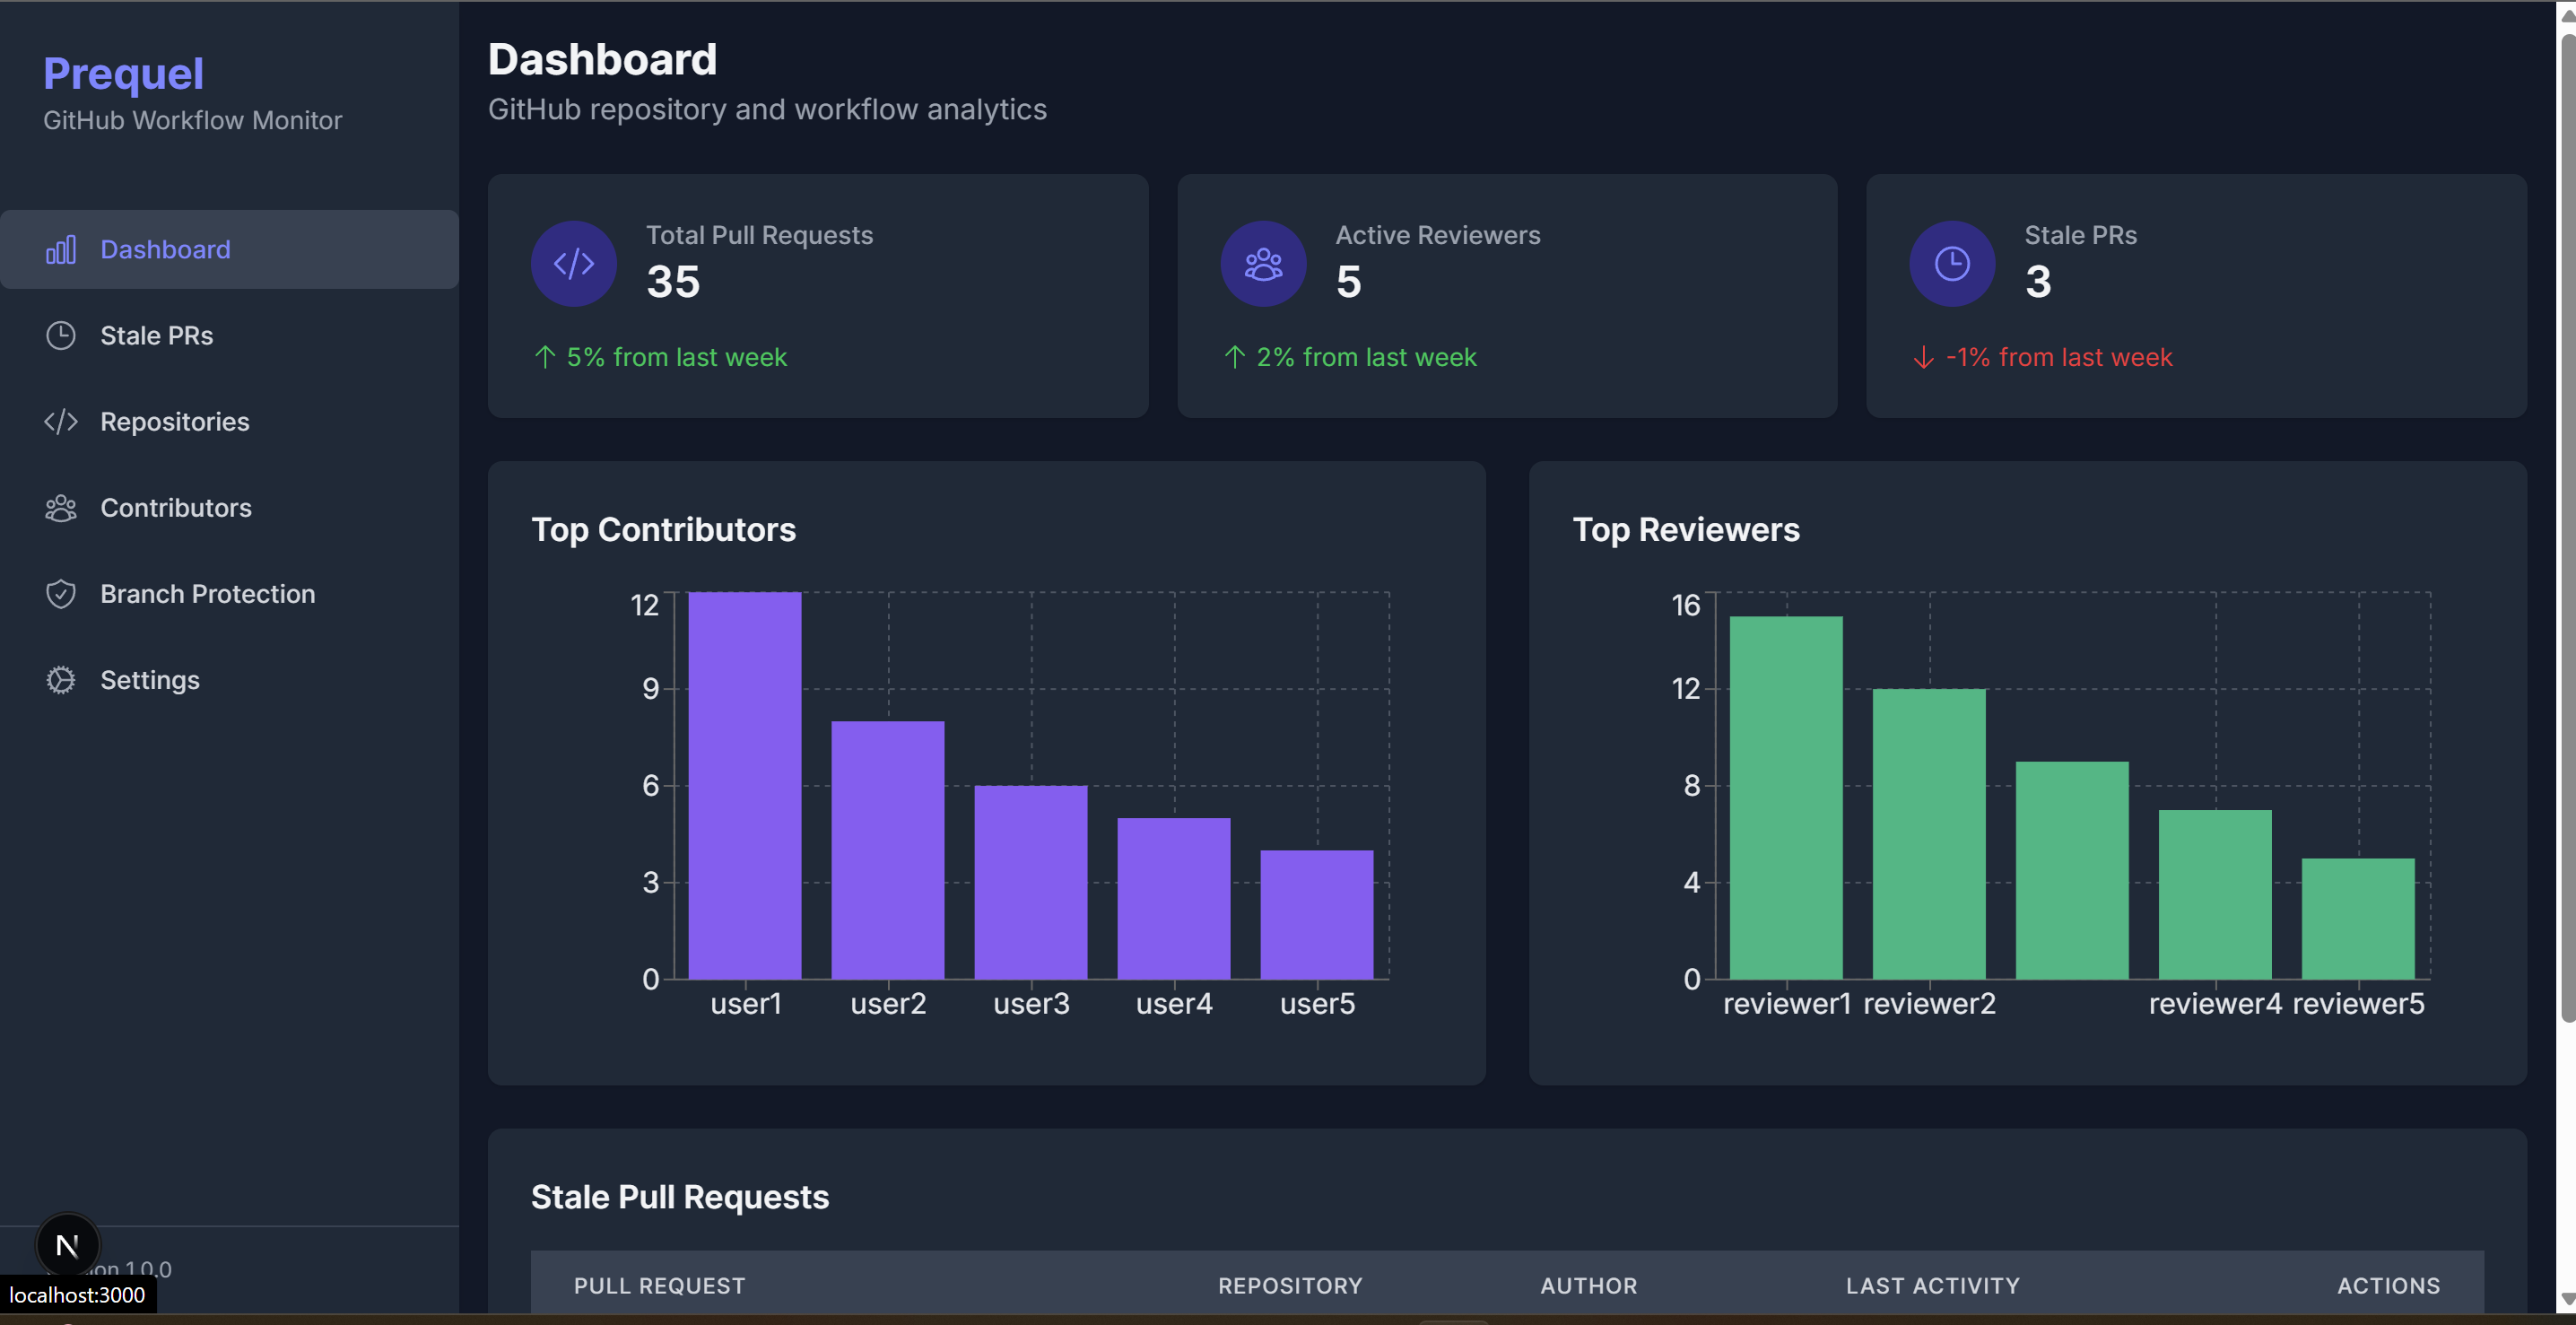 Prequel
GitHub Workflow Monitor
Dashboard
Stale PRs
Repositories
Contributors
Branch Protection
Settings
N
1.0.0
localhost:3000
Dashboard
GitHub repository and workflow analytics
Total Pull Requests
35
5% from last week
Active Reviewers
5
2% from last week
Stale PRs
3
-1% from last week
Top Contributors
12
9
6
3
0
user1 user2 user3 user4 user5
Top Reviewers
16
12
8
4
0
reviewer1 reviewer2 reviewer4 reviewer5
Stale Pull Requests
PULL REQUEST REPOSITORY AUTHOR LAST ACTIVITY ACTIONS